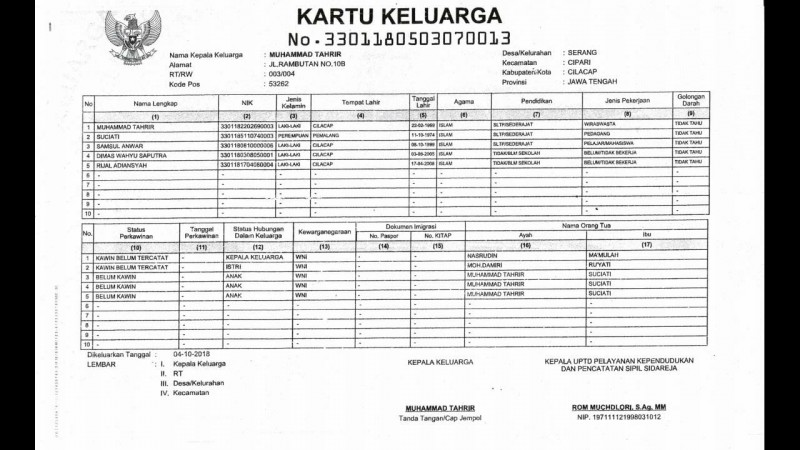 KARTU KELUARGA
No. 3301180503070013
Nama Kepala Keluarga : MUHAMMAD TAHRIR
Alamat : JL.RAMBUTAN NO,10B
RT/RW : 003/004
Kode Pos : 53262
Desa/Kelurahan : SERANG
Kecamatan : CIPARI
Kabupaten/Kota : CILACAP
Provinsi : JAWA TENGAH
No Nama Lengkap NIK Jenis Kelamin Tempat Lahir Tanggal Lahir Agama Pendidikan Jenis Pekerjaan Golongan Darah
(1) (2) (3) (4) (5) (6) (7) (8) (9)
1 MUHAMMAD TAHRIR 3301182202690003 LAKI-LAKI CILACAP ISLAM SLTP/SEDERAJAT WIRASWASTA TIDAK TAHU
2 SUCIATI 3301185110740003 PEREMPUAN PEMALANG 11-10-1974 ISLAM SLTP/SEDERAJAT PEDAGANG TIDAK TAHU
3 SAMSUL ANWAR LAKI-LAKI CILACAP ISLAM SLTP/SEDERAJAT PELAJAR/MAHASISWA TIDAK TAHU
4 DIMAS WAHYU SAPUTRA 3301180308050001 LAKI-LAKI CILACAP 03-08-2005 ISLAM TIDAK/BLM SEKOLAH BELUM/TIDAK BEKERJA TIDAK TAHU
5 RIJAL ADIANSYAH 3301181704080004 LAKI-LAKI CILACAP 17-04-2008 ISLAM TIDAK/BLM SEKOLAH BELUM/TIDAK BEKERJA TIDAK TAHU
6 - - - - - - - - -
7 - - - - - - - - -
8 - - - - - - - - -
9 - - - - - - - - -
10 - - - - - - - - -
No. Status Perkawinan Tanggal Perkawinan Status Hubungan Dalam Keluarga Kewarganegaraan Dokumen Imigrasi Nama Orang Tua
No. Paspor No. KITAP Ayah Ibu
(10) (11) (12) (13) (14) (15) (16) (17)
1 KAWIN BELUM TERCATAT - KEPALA KELUARGA WNI - - NASRUDIN MA'MULAH
2 KAWIN BELUM TERCATAT - ISTRI WNI - - MOH.DAMIRI RU'YATI
3 BELUM KAWIN - ANAK WNI - - MUHAMMAD TAHRIR SUCIATI
4 BELUM KAWIN - ANAK WNI - - MUHAMMAD TAHRIR SUCIATI
5 BELUM KAWIN - ANAK WNI - - MUHAMMAD TAHRIR SUCIATI
6 - - - - - - - -
7 - - - - - - - -
8 - - - - - - - -
9 - - - - - - - -
10 - - - - - - - -
Dikeluarkan Tanggal : 04-10-2018
LEMBAR : I. Kepala Keluarga
II. RT
III. Desa/Kelurahan
IV, Kecamatan
KEPALA KELUARGA
MUHAMMAD TAHRIR
Tanda Tangan/Cap Jempol
KEPALA UPTD PELAYANAN KEPENDUDUKAN
DAN PENCATATAN SIPIL SIDAREJA
ROM MUCHDLORI, S.Ag, MM
NIP. 197111121998031012